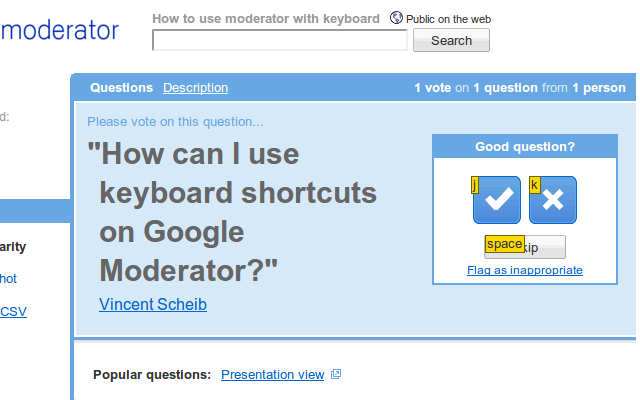 moderator
How to use moderator with keyboard Public on the web
Search
Questions Description 1 vote on 1 question from 1 person
d:
Please vote on this question...
"How can I use
keyboard shortcuts
on Google
Moderator?"
Vincent Scheib
Good question?
j k
space kip
Flag as inappropriate
arity
hot
CSV
Popular questions: Presentation view